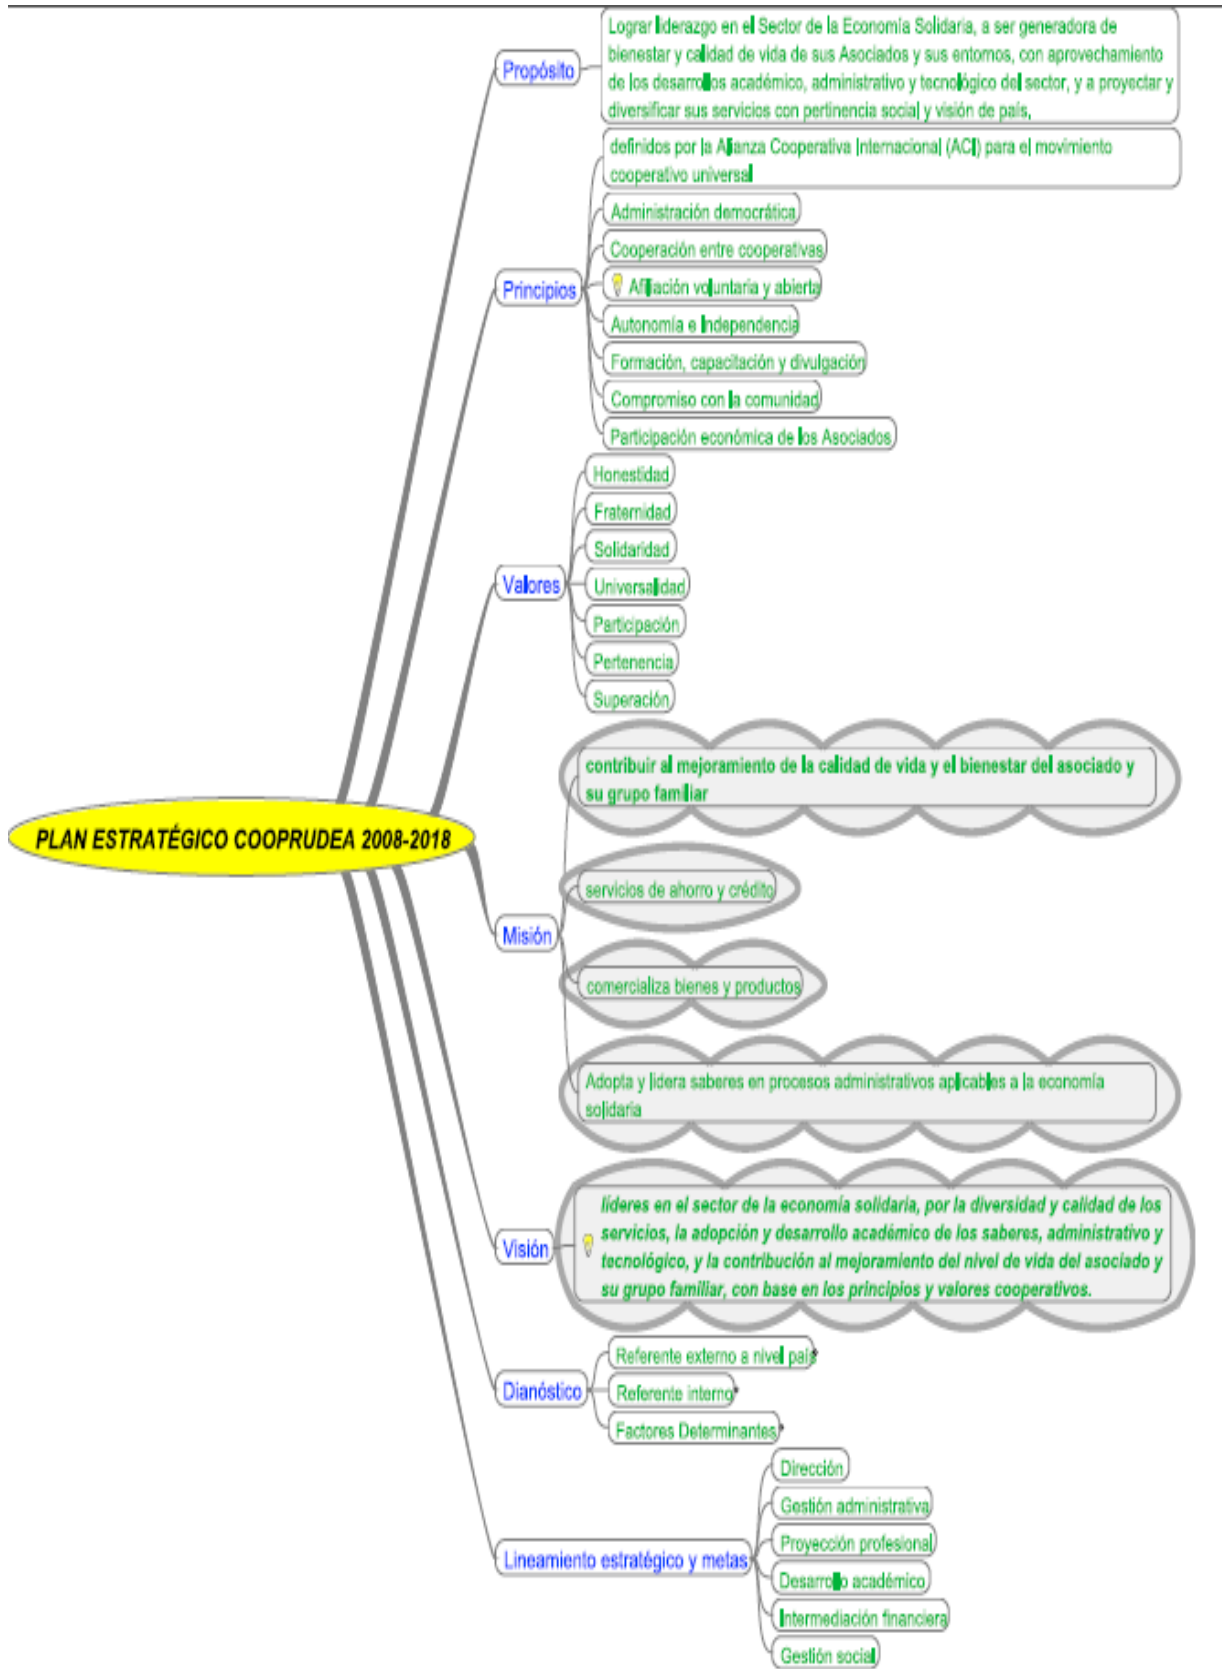 Propósito
Lograr liderazgo en el Sector de la Economía Solidaria, a ser generadora de
bienestar y calidad de vida de sus Asociados y sus entornos, con aprovechamiento
de los desarrollos académico, administrativo y tecnológico del sector, y a proyectar y
diversificar sus servicios con pertinencia social y visión de país,
Principios
definidos por la Alianza Cooperativa Internacional (ACI) para el movimiento
cooperativo universal
Administración democrática
Cooperación entre cooperativas
Afiliación voluntaria y abierta
Autonomía e Independencia
Formación, capacitación y divulgación
Compromiso con la comunidad
Participación económica de los Asociados
Valores
Honestidad
Fraternidad
Solidaridad
Universalidad
Participación
Pertenencia
Superación
PLAN ESTRATÉGICO COOPRUDEA 2008-2018
Misión
contribuir al mejoramiento de la calidad de vida y el bienestar del asociado y
su grupo familiar
servicios de ahorro y crédito
comercializa bienes y productos
Adopta y lidera saberes en procesos administrativos aplicables a la economía
solidaria
Visión
líderes en el sector de la economía solidaria, por la diversidad y calidad de los
servicios, la adopción y desarrollo académico de los saberes, administrativo y
tecnológico, y la contribución al mejoramiento del nivel de vida del asociado y
su grupo familiar, con base en los principios y valores cooperativos.
Dianóstico
Referente externo a nivel país
Referente interno
Factores Determinantes
Lineamiento estratégico y metas
Dirección
Gestión administrativa
Proyección profesional
Desarrollo académico
Intermediación financiera
Gestión social